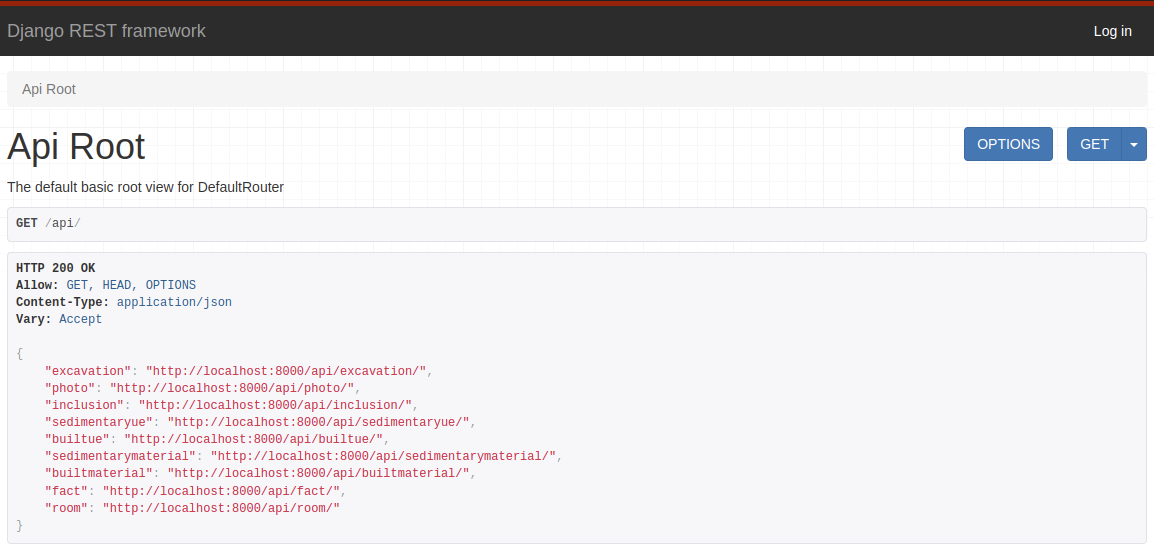 Django REST framework
Log in
Api Root
Api Root
OPTIONS
GET
The default basic root view for DefaultRouter
GET /api/
HTTP 200 OK
Allow: GET, HEAD, OPTIONS
Content-Type: application/json
Vary: Accept
{
    "excavation": "http://localhost:8000/api/excavation/",
    "photo": "http://localhost:8000/api/photo/",
    "inclusion": "http://localhost:8000/api/inclusion/",
    "sedimentaryue": "http://localhost:8000/api/sedimentaryue/",
    "builtue": "http://localhost:8000/api/builtue/",
    "sedimentarymaterial": "http://localhost:8000/api/sedimentarymaterial/",
    "builtmaterial": "http://localhost:8000/api/builtmaterial/",
    "fact": "http://localhost:8000/api/fact/",
    "room": "http://localhost:8000/api/room/"
}